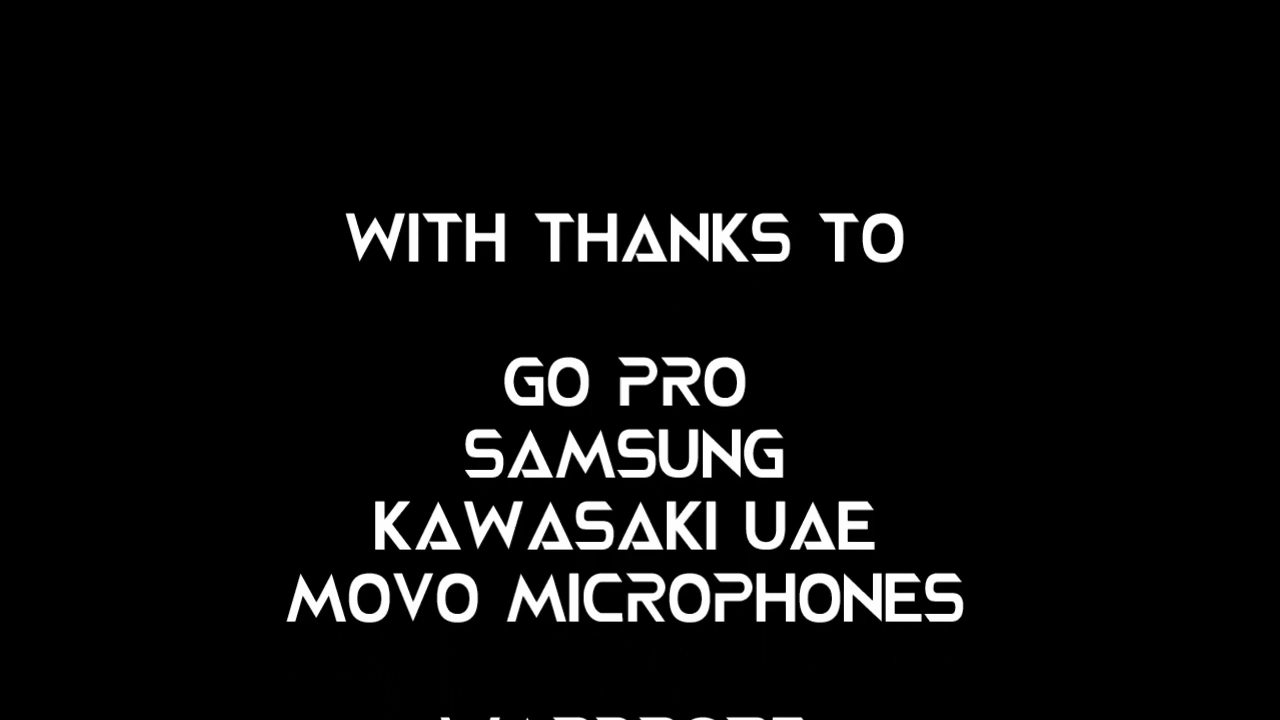 WITH THANKS TO
GO PRO
SAMSUNG
KAWASAKI UAE
MOVO MICROPHONES